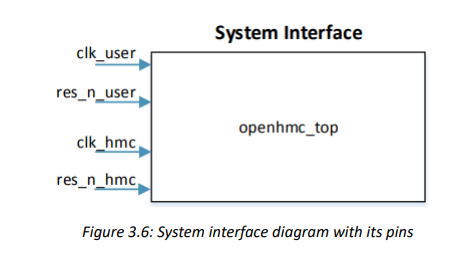 System Interface
clk_user
res_n_user
openhmc_top
clk_hmc
res_n_hmc
Figure 3.6: System interface diagram with its pins